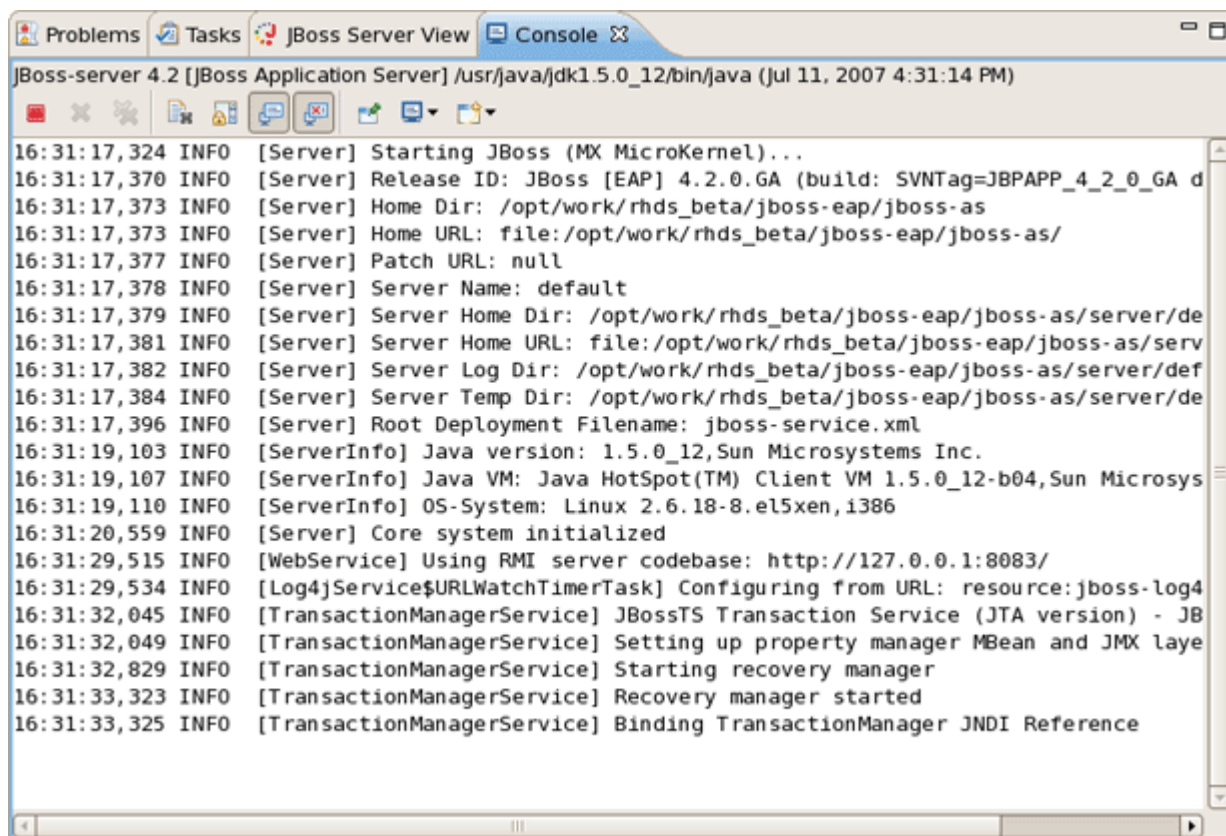 Problems Tasks JBoss Server View Console
JBoss-server 4.2 [JBoss Application Server] /usr/java/jdk1.5.0_12/bin/java (Jul 11, 2007 4:31:14 PM)
16:31:17,324 INFO  [Server] Starting JBoss (MX MicroKernel)...
16:31:17,370 INFO  [Server] Release ID: JBoss [EAP] 4.2.0.GA (build: SVNTag=JBPAPP_4_2_0_GA d
16:31:17,373 INFO  [Server] Home Dir: /opt/work/rhds_beta/jboss-eap/jboss-as
16:31:17,373 INFO  [Server] Home URL: file:/opt/work/rhds_beta/jboss-eap/jboss-as/
16:31:17,377 INFO  [Server] Patch URL: null
16:31:17,378 INFO  [Server] Server Name: default
16:31:17,379 INFO  [Server] Server Home Dir: /opt/work/rhds_beta/jboss-eap/jboss-as/server/de
16:31:17,381 INFO  [Server] Server Home URL: file:/opt/work/rhds_beta/jboss-eap/jboss-as/serv
16:31:17,382 INFO  [Server] Server Log Dir: /opt/work/rhds_beta/jboss-eap/jboss-as/server/def
16:31:17,384 INFO  [Server] Server Temp Dir: /opt/work/rhds_beta/jboss-eap/jboss-as/server/de
16:31:17,396 INFO  [Server] Root Deployment Filename: jboss-service.xml
16:31:19,103 INFO  [ServerInfo] Java version: 1.5.0_12,Sun Microsystems Inc.
16:31:19,107 INFO  [ServerInfo] Java VM: Java HotSpot(TM) Client VM 1.5.0_12-b04,Sun Microsys
16:31:19,110 INFO  [ServerInfo] OS-System: Linux 2.6.18-8.el5xen,i386
16:31:20,559 INFO  [Server] Core system initialized
16:31:29,515 INFO  [WebService] Using RMI server codebase: http://127.0.0.1:8083/
16:31:29,534 INFO  [Log4jService$URLWatchTimerTask] Configuring from URL: resource:jboss-log4
16:31:32,045 INFO  [TransactionManagerService] JBossTS Transaction Service (JTA version) - JB
16:31:32,049 INFO  [TransactionManagerService] Setting up property manager MBean and JMX laye
16:31:32,829 INFO  [TransactionManagerService] Starting recovery manager
16:31:33,323 INFO  [TransactionManagerService] Recovery manager started
16:31:33,325 INFO  [TransactionManagerService] Binding TransactionManager JNDI Reference